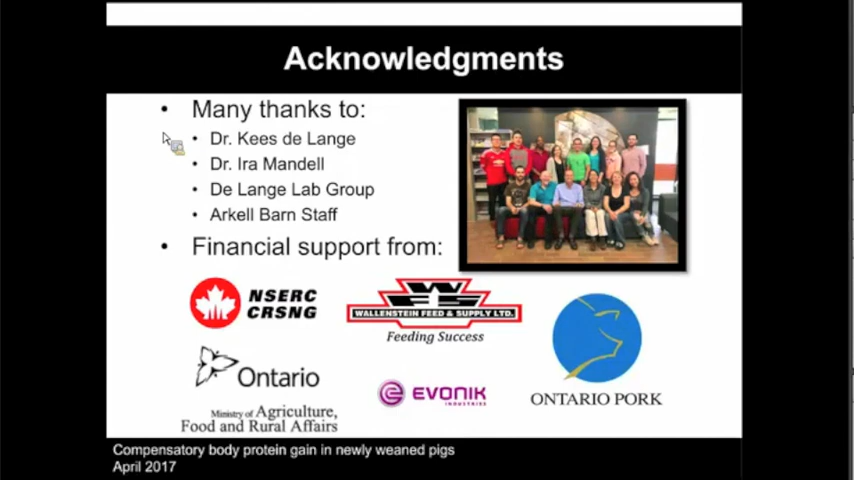 Acknowledgments
• Many thanks to:
• Dr. Kees de Lange
• Dr. Ira Mandell
• De Lange Lab Group
• Arkell Barn Staff
• Financial support from:
NSERC
CRSNG
WFS
WALLENSTEIN FEED & SUPPLY LTD.
Feeding Success
Ontario
Ministry of Agriculture,
Food and Rural Affairs
EVONIK
INDUSTRIES
ONTARIO PORK
Compensatory body protein gain in newly weaned pigs
April 2017